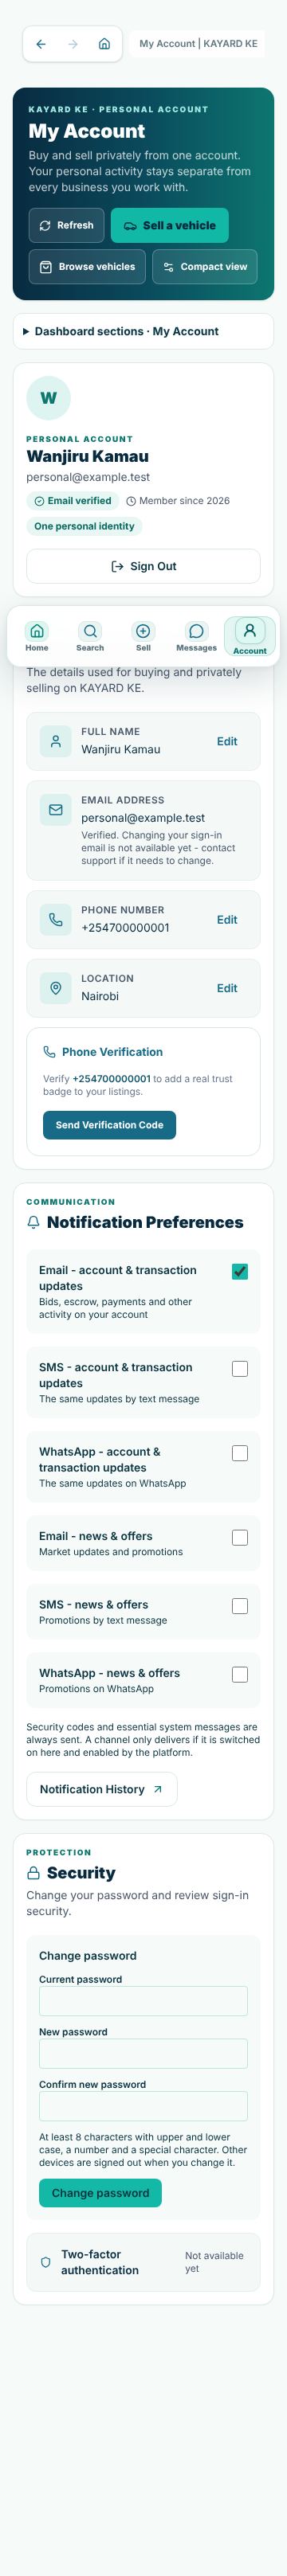 My Account | KAYARD KE
KAYARD KE · PERSONAL ACCOUNT
My Account
Buy and sell privately from one account.
Your personal activity stays separate from
every business you work with.
Refresh
Sell a vehicle
Browse vehicles
Compact view
Dashboard sections · My Account
W
PERSONAL ACCOUNT
Wanjiru Kamau
personal@example.test
Email verified
Member since 2026
One personal identity
Sign Out
Home
Search
Sell
Messages
Account
The details used for buying and privately
selling on KAYARD KE.
FULL NAME
Wanjiru Kamau
Edit
EMAIL ADDRESS
personal@example.test
Verified. Changing your sign-in
email is not available yet - contact
support if it needs to change.
PHONE NUMBER
+254700000001
Edit
LOCATION
Nairobi
Edit
Phone Verification
Verify +254700000001 to add a real trust
badge to your listings.
Send Verification Code
COMMUNICATION
Notification Preferences
Email - account & transaction
updates
Bids, escrow, payments and other
activity on your account
SMS - account & transaction
updates
The same updates by text message
WhatsApp - account &
transaction updates
The same updates on WhatsApp
Email - news & offers
Market updates and promotions
SMS - news & offers
Promotions by text message
WhatsApp - news & offers
Promotions on WhatsApp
Security codes and essential system messages are
always sent. A channel only delivers if it is switched
on here and enabled by the platform.
Notification History
PROTECTION
Security
Change your password and review sign-in
security.
Change password
Current password
New password
Confirm new password
At least 8 characters with upper and lower
case, a number and a special character. Other
devices are signed out when you change it.
Change password
Two-factor
authentication
Not available
yet